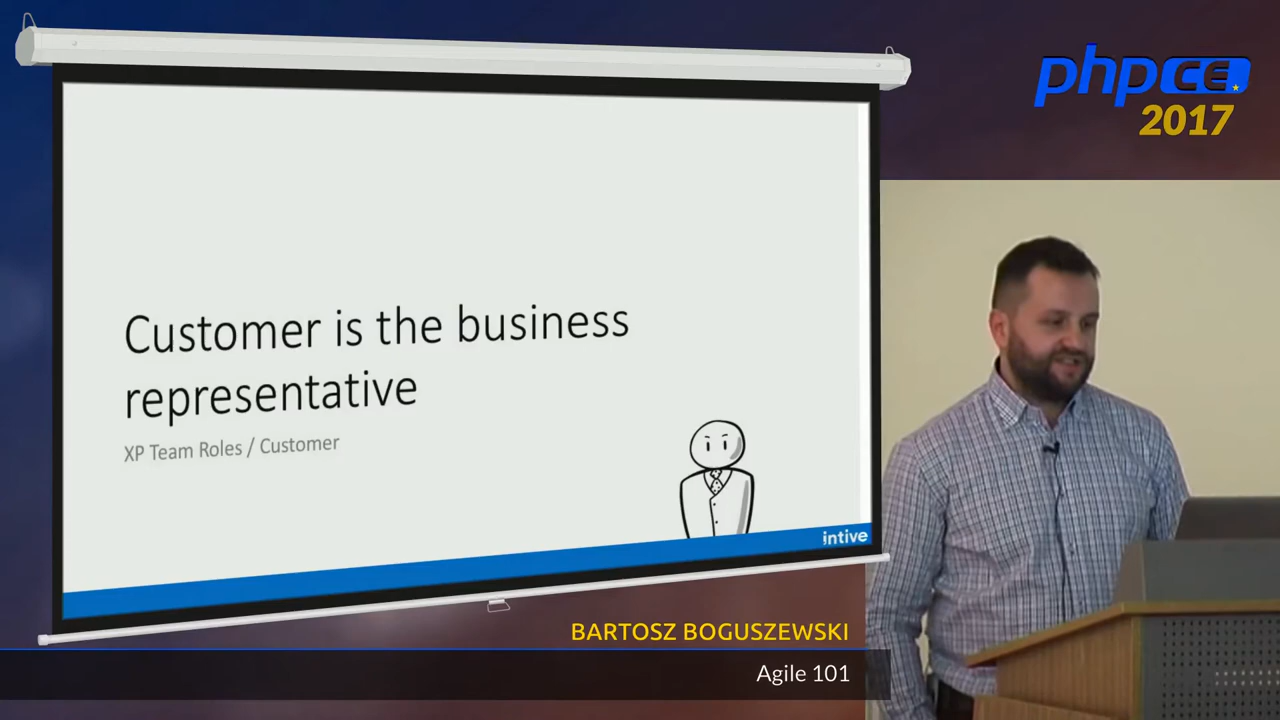 phpCE
2017
Customer is the business
representative
XP Team Roles / Customer
intive
BARTOSZ BOGUSZEWSKI
Agile 101